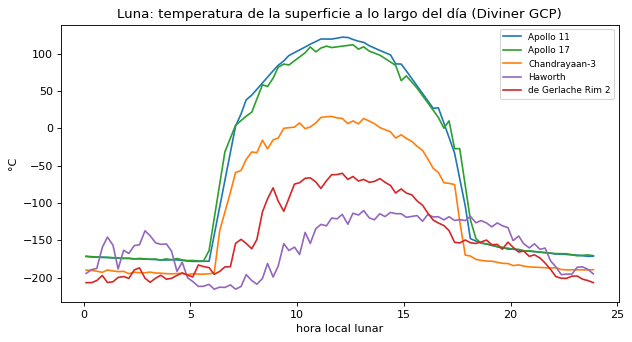 Luna: temperatura de la superficie a lo largo del día (Diviner GCP)
°C
100
50
0
−50
−100
−150
−200
Apollo 11
Apollo 17
Chandrayaan-3
Haworth
de Gerlache Rim 2
0
5
10
15
20
25
hora local lunar